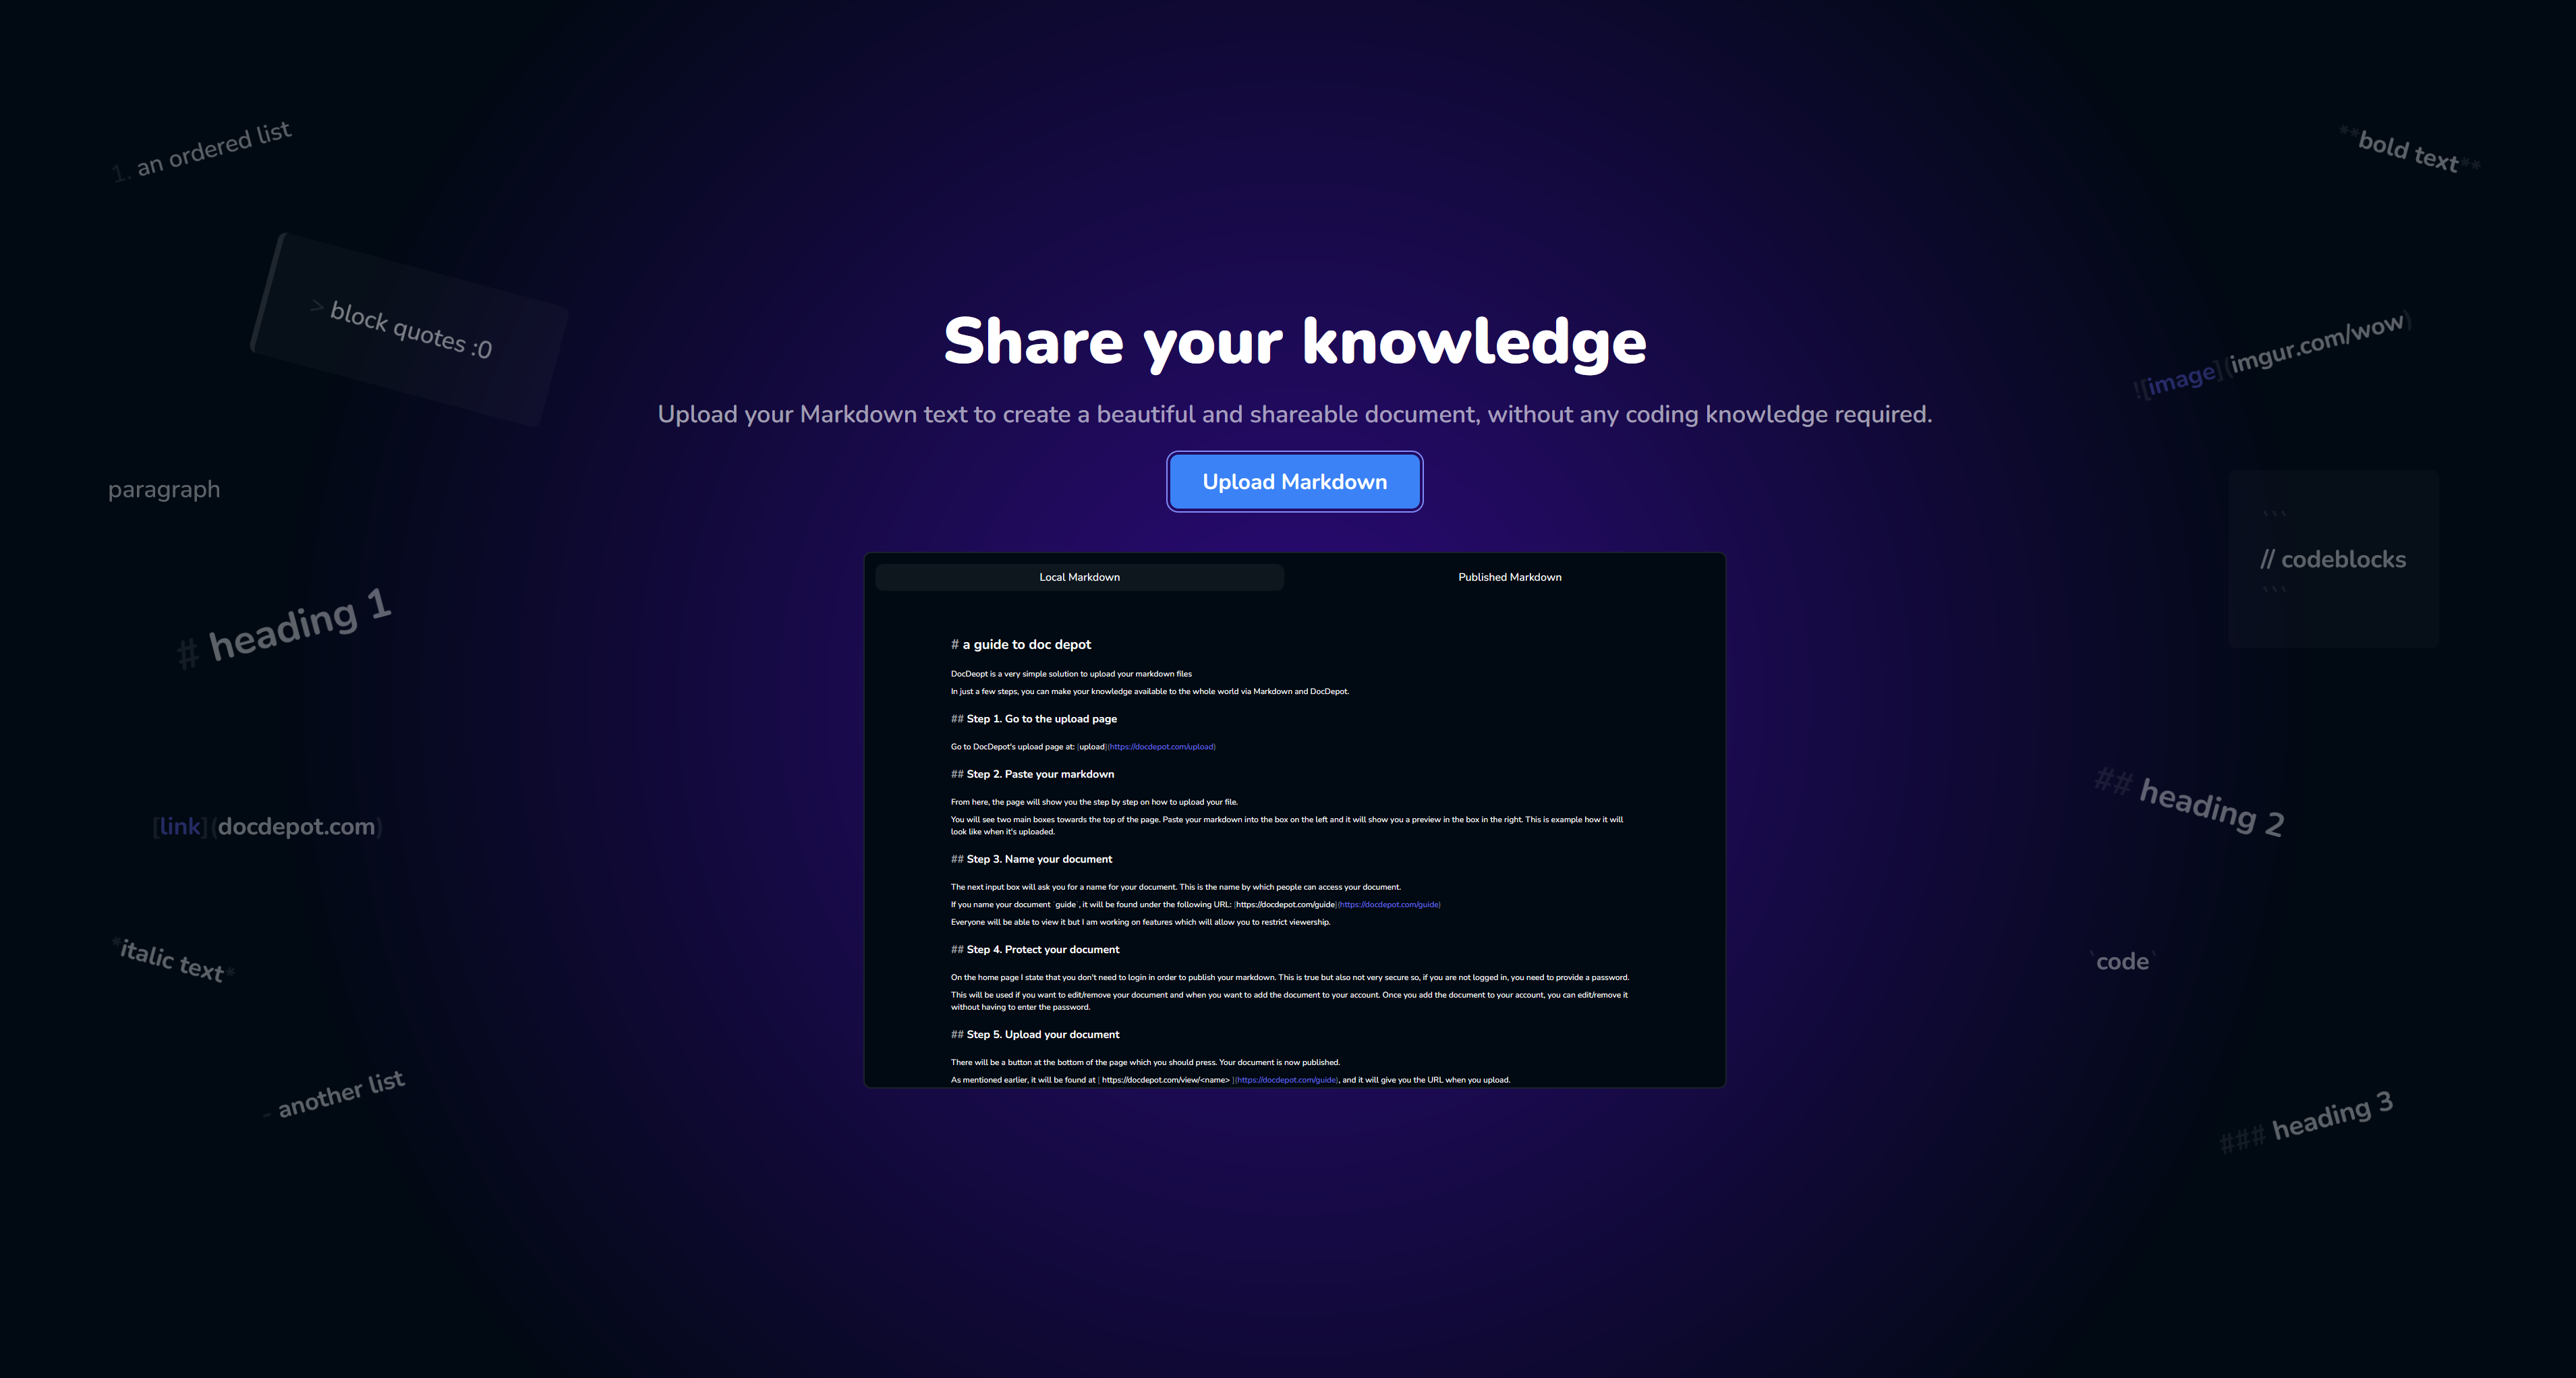 1. an ordered list
**bold text**
> block quotes :0
![image](imgur.com/wow)
Share your knowledge
Upload your Markdown text to create a beautiful and shareable document, without any coding knowledge required.
Upload Markdown
paragraph
```
// codeblocks
```
# heading 1
Local Markdown
Published Markdown
# a guide to doc depot
DocDeopt is a very simple solution to upload your markdown files
In just a few steps, you can make your knowledge available to the whole world via Markdown and DocDepot.
## Step 1. Go to the upload page
Go to DocDepot's upload page at: [upload](https://docdepot.com/upload)
## Step 2. Paste your markdown
From here, the page will show you the step by step on how to upload your file.
You will see two main boxes towards the top of the page. Paste your markdown into the box on the left and it will show you a preview in the box in the right. This is example how it will
look like when it's uploaded.
## Step 3. Name your document
The next input box will ask you for a name for your document. This is the name by which people can access your document.
If you name your document `guide`, it will be found under the following URL: [https://docdepot.com/guide](https://docdepot.com/guide)
Everyone will be able to view it but I am working on features which will allow you to restrict viewership.
## Step 4. Protect your document
On the home page I state that you don't need to login in order to publish your markdown. This is true but also not very secure so, if you are not logged in, you need to provide a password.
This will be used if you want to edit/remove your document and when you want to add the document to your account. Once you add the document to your account, you can edit/remove it
without having to enter the password.
## Step 5. Upload your document
There will be a button at the bottom of the page which you should press. Your document is now published.
As mentioned earlier, it will be found at [ https://docdepot.com/view/<name> ](https://docdepot.com/guide), and it will give you the URL when you upload.
[link](docdepot.com)
## heading 2
*italic text*
`code`
- another list
### heading 3